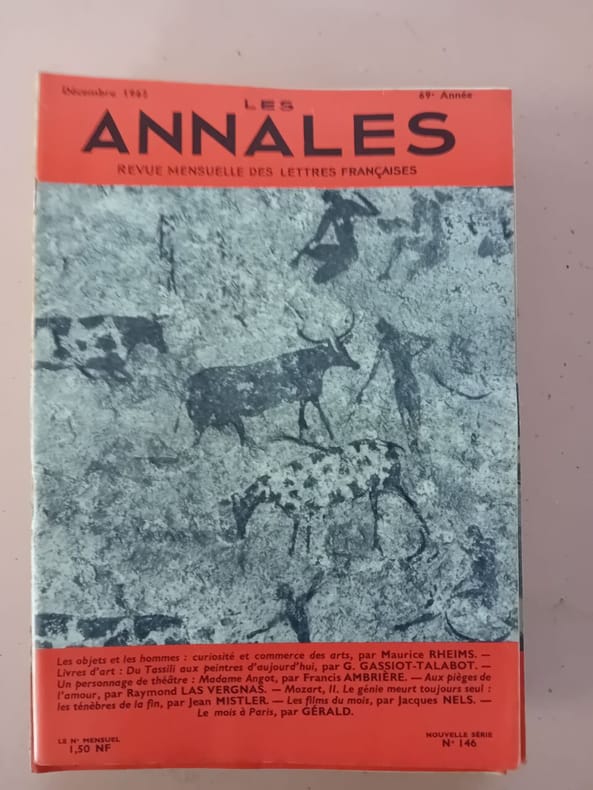 Décembre 1962
69e Année
LES
ANNALES
REVUE MENSUELLE DES LETTRES FRANÇAISES
Les objets et les hommes : curiosité et commerce des arts, par Maurice RHEIMS. —
Livres d'art : Du Tassili aux peintres d'aujourd'hui, par G. GASSIOT-TALABOT. —
Un personnage de théâtre : Madame Angot, par Francis AMBRIÈRE. — Aux pièges de
l'amour, par Raymond LAS VERGNAS. — Mozart, II. Le génie meurt toujours seul :
les ténèbres de la fin, par Jean MISTLER. — Les films du mois, par Jacques NELS. —
Le mois à Paris, par GÉRALD.
LE No MENSUEL
1,50 NF
NOUVELLE SÉRIE
No 146